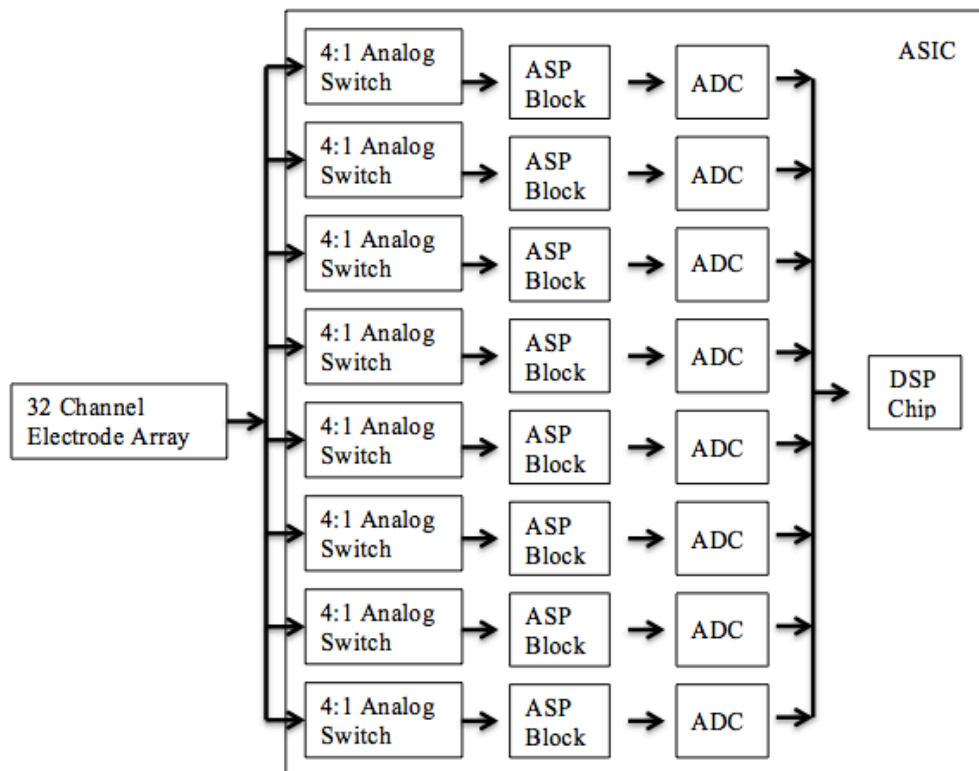 ASIC
4:1 Analog
Switch
ASP
Block
ADC
4:1 Analog
Switch
ASP
Block
ADC
4:1 Analog
Switch
ASP
Block
ADC
4:1 Analog
Switch
ASP
Block
ADC
32 Channel
Electrode Array
DSP
Chip
4:1 Analog
Switch
ASP
Block
ADC
4:1 Analog
Switch
ASP
Block
ADC
4:1 Analog
Switch
ASP
Block
ADC
4:1 Analog
Switch
ASP
Block
ADC